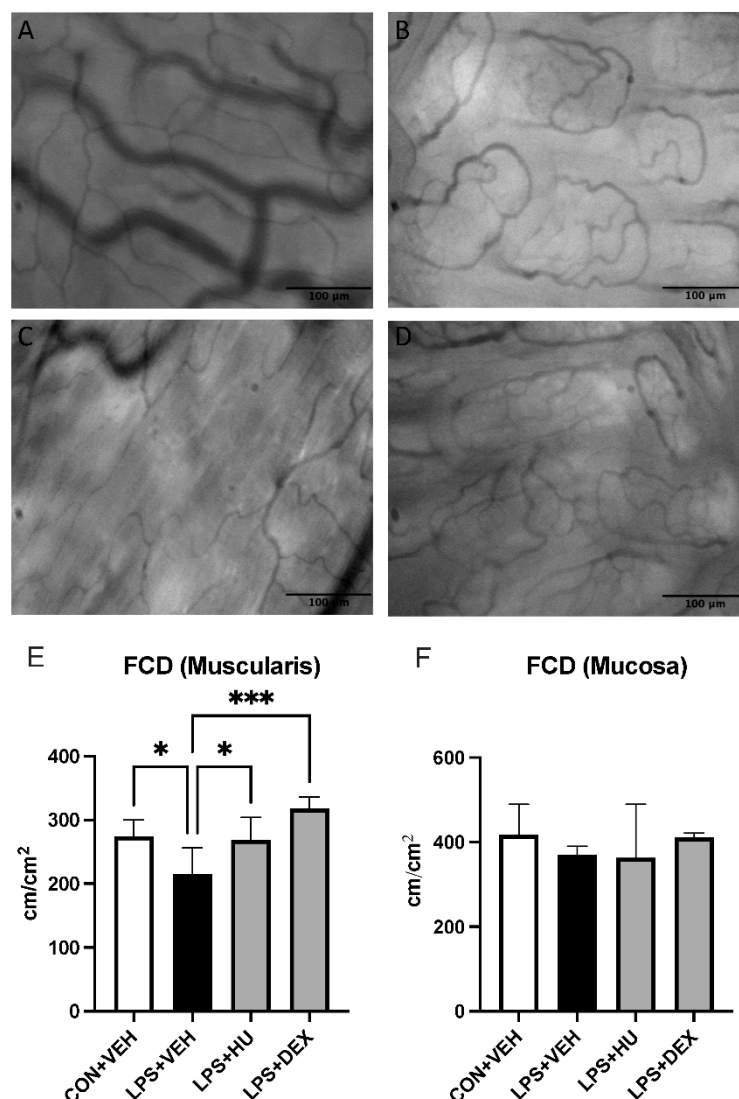 A
B
100 µm
100 µm
C
D
100 µm
100 µm
E
FCD (Muscularis)
***
* *
400
300
200
100
0
cm/cm²
CON+VEH
LPS+VEH
LPS+HU
LPS+DEX
F
FCD (Mucosa)
600
400
200
0
cm/cm²
CON+VEH
LPS+VEH
LPS+HU
LPS+DEX